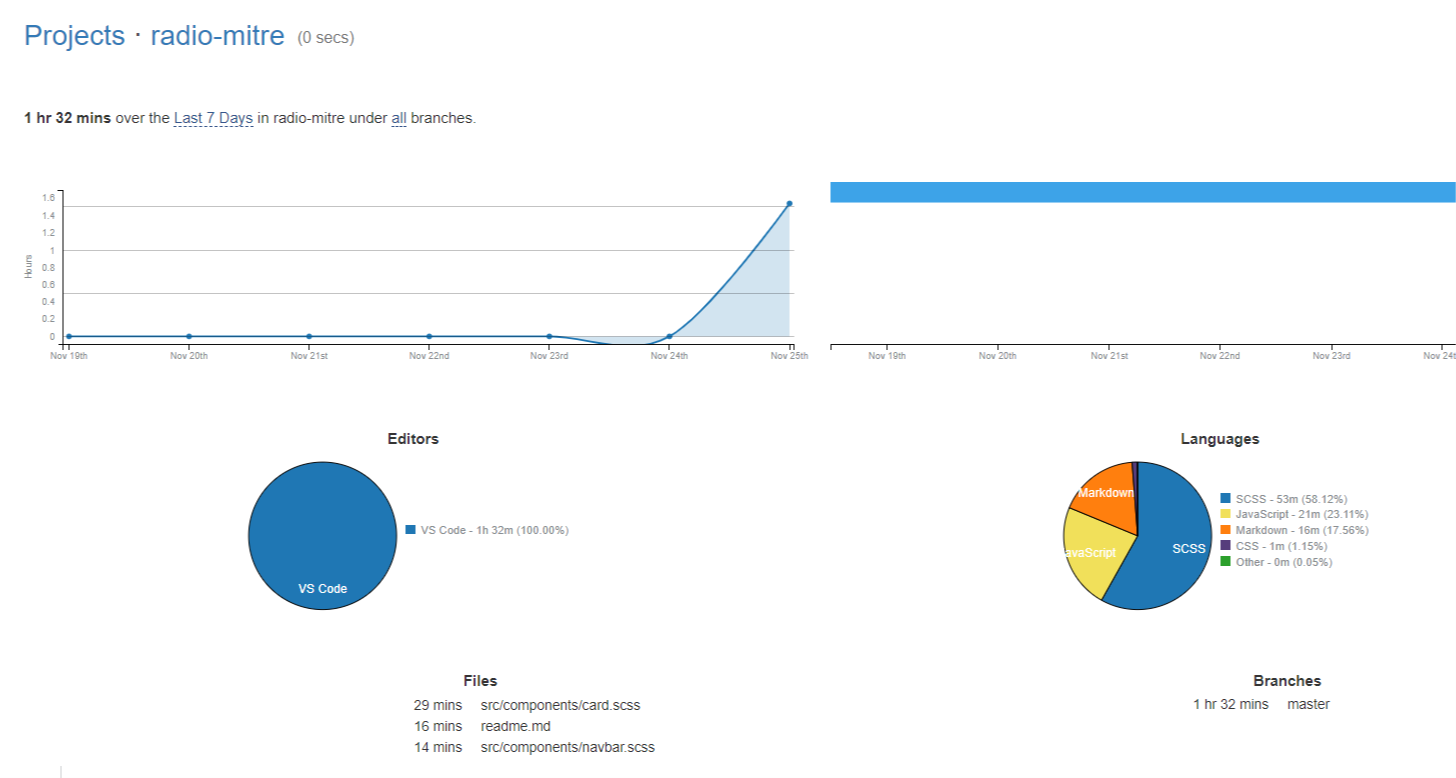 Projects · radio-mitre (0 secs)
1 hr 32 mins over the Last 7 Days in radio-mitre under all branches.
1.6
1.4
1.2
1
0.8
0.6
0.4
0.2
0
Hours
Nov 19th Nov 20th Nov 21st Nov 22nd Nov 23rd Nov 24th Nov 25th
Nov 19th Nov 20th Nov 21st Nov 22nd Nov 23rd Nov 24t
Editors
VS Code - 1h 32m (100.00%)
VS Code
Languages
Markdown
avaScript
SCSS
SCSS - 53m (58.12%)
JavaScript - 21m (23.11%)
Markdown - 16m (17.56%)
CSS - 1m (1.15%)
Other - 0m (0.05%)
Files
29 mins src/components/card.scss
16 mins readme.md
14 mins src/components/navbar.scss
Branches
1 hr 32 mins master